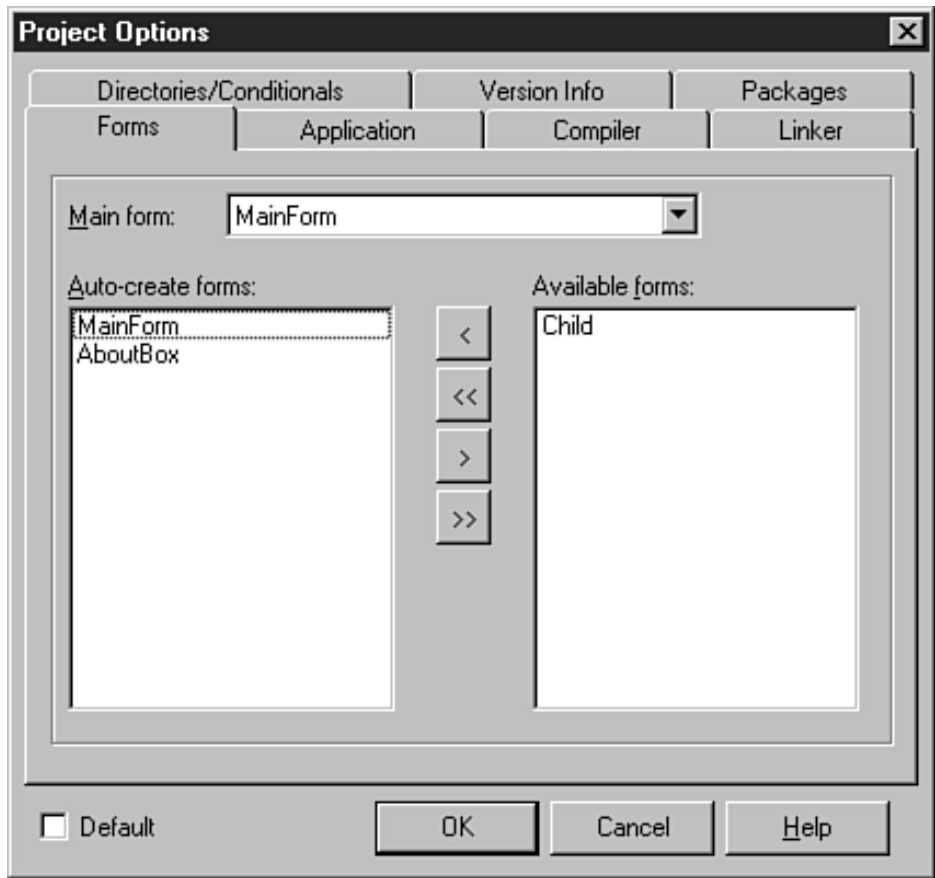 Project Options
Directories/Conditionals Version Info Packages
Forms Application Compiler Linker
Main form: MainForm
Auto-create forms: Available forms:
MainForm < Child
AboutBox
<<
>
>>
Default OK Cancel Help